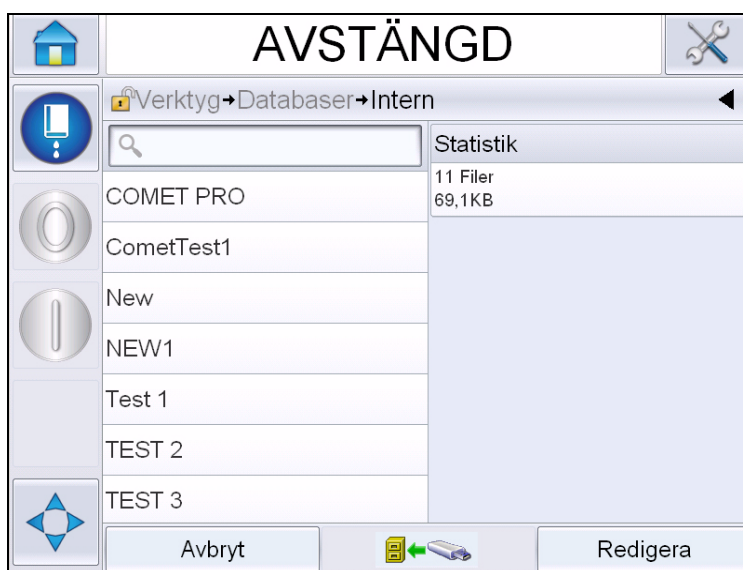 AVSTÄNGD
Verktyg→Databaser→Intern
Statistik
11 Filer
69,1KB
COMET PRO
CometTest1
New
NEW1
Test 1
TEST 2
TEST 3
Avbryt
Redigera